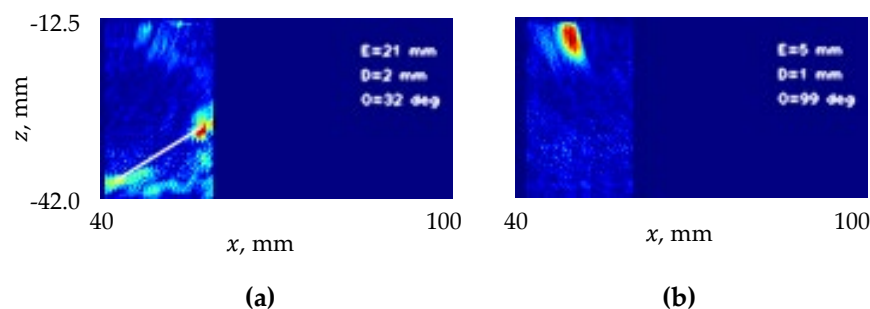 -12.5
z, mm
-42.0
E=21 mm
D=2 mm
O=32 deg
40
100
x, mm
(a)
E=5 mm
D=1 mm
O=99 deg
40
100
x, mm
(b)